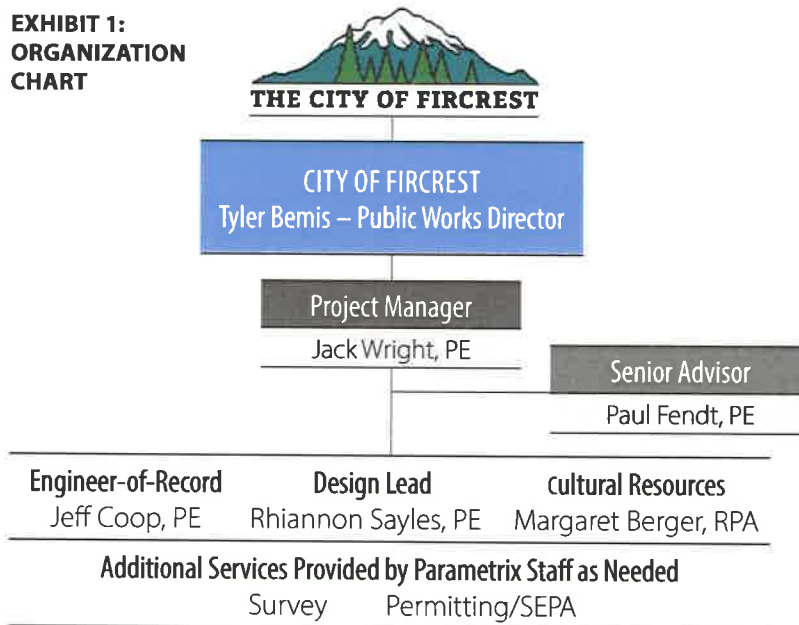 EXHIBIT 1:
ORGANIZATION
CHART
THE CITY OF FIRCREST
CITY OF FIRCREST
Tyler Bemis – Public Works Director
Project Manager
Jack Wright, PE
Senior Advisor
Paul Fendt, PE
Engineer-of-Record Design Lead Cultural Resources
Jeff Coop, PE Rhiannon Sayles, PE Margaret Berger, RPA
Additional Services Provided by Parametrix Staff as Needed
Survey Permitting/SEPA